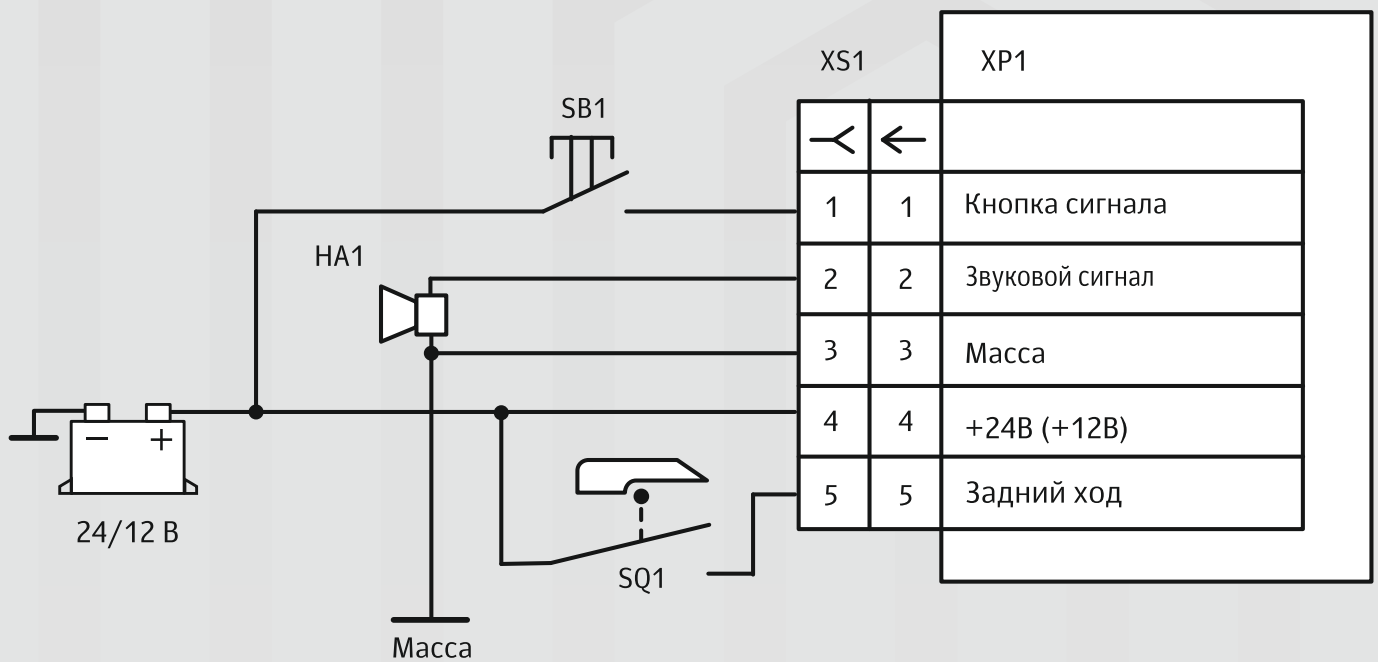 XS1
XP1
SB1
1
1
Кнопка сигнала
HA1
2
2
Звуковой сигнал
3
3
Масса
4
4
+24В (+12В)
− +
5
5
Задний ход
24/12 В
SQ1
Масса